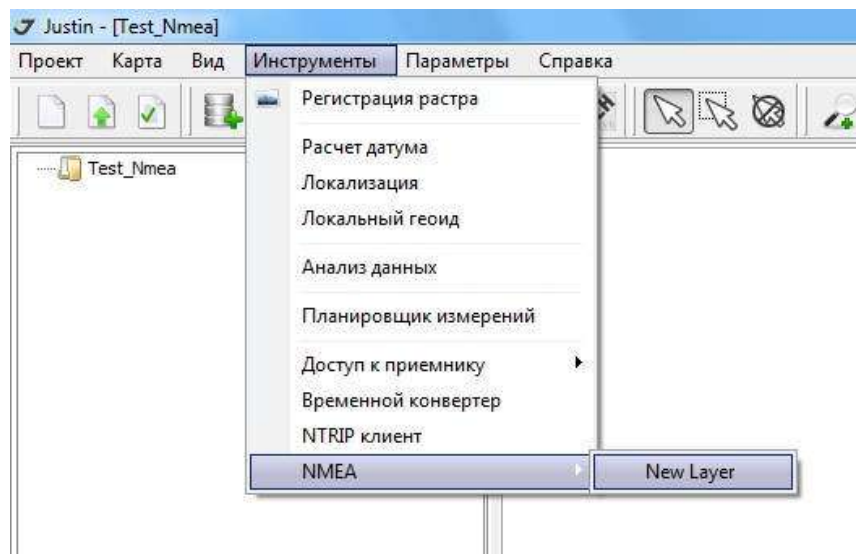 Justin - [Test_Nmea]
Проект Карта Вид Инструменты Параметры Справка
Test_Nmea
Регистрация растра
Расчет датума
Локализация
Локальный геоид
Анализ данных
Планировщик измерений
Доступ к приемнику
Временной конвертер
NTRIP клиент
NMEA
New Layer